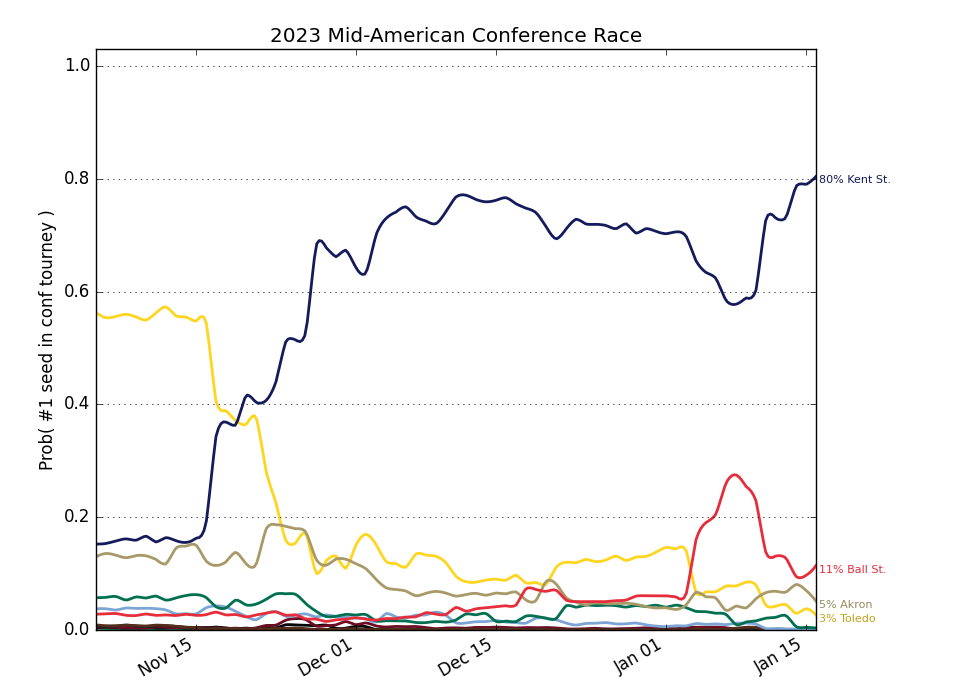 2023 Mid-American Conference Race
Prob( #1 seed in conf tourney )
1.0
0.8
0.6
0.4
0.2
0.0
80% Kent St.
11% Ball St.
5% Akron
3% Toledo
Nov 15
Dec 01
Dec 15
Jan 01
Jan 15